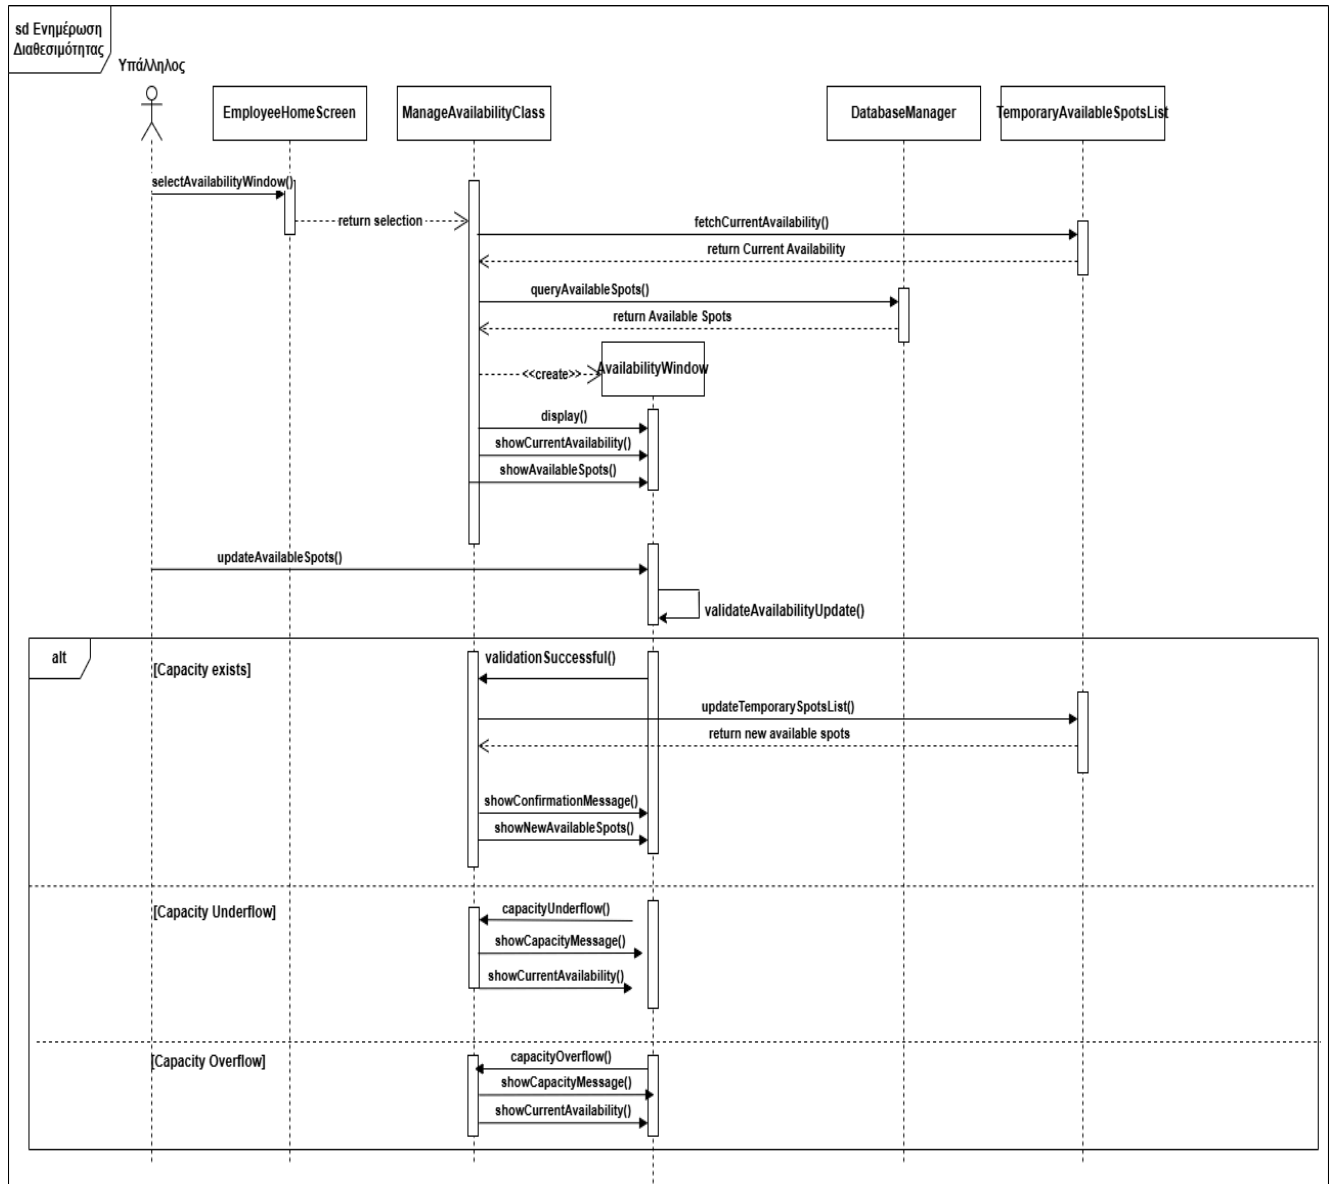 sd Ενημέρωση
Διαθεσιμότητας
Υπάλληλος
EmployeeHomeScreen
ManageAvailabilityClass
DatabaseManager
TemporaryAvailableSpotsList
selectAvailabilityWindow()
return selection
fetchCurrentAvailability()
return Current Availability
queryAvailableSpots()
return Available Spots
<<create>>
AvailabilityWindow
display()
showCurrentAvailability()
showAvailableSpots()
updateAvailableSpots()
validateAvailabilityUpdate()
alt
[Capacity exists]
validationSuccessful()
updateTemporarySpotsList()
return new available spots
showConfirmationMessage()
showNewAvailableSpots()
[Capacity Underflow]
capacityUnderflow()
showCapacityMessage()
showCurrentAvailability()
[Capacity Overflow]
capacityOverflow()
showCapacityMessage()
showCurrentAvailability()